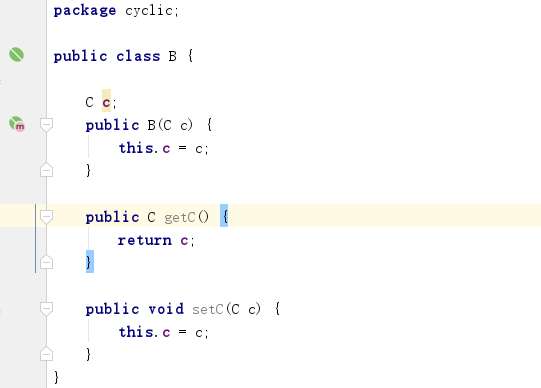 package cyclic;
public class B {
C c;
public B(C c) {
this.c = c;
}
public C getC() {
return c;
}
public void setC(C c) {
this.c = c;
}
}